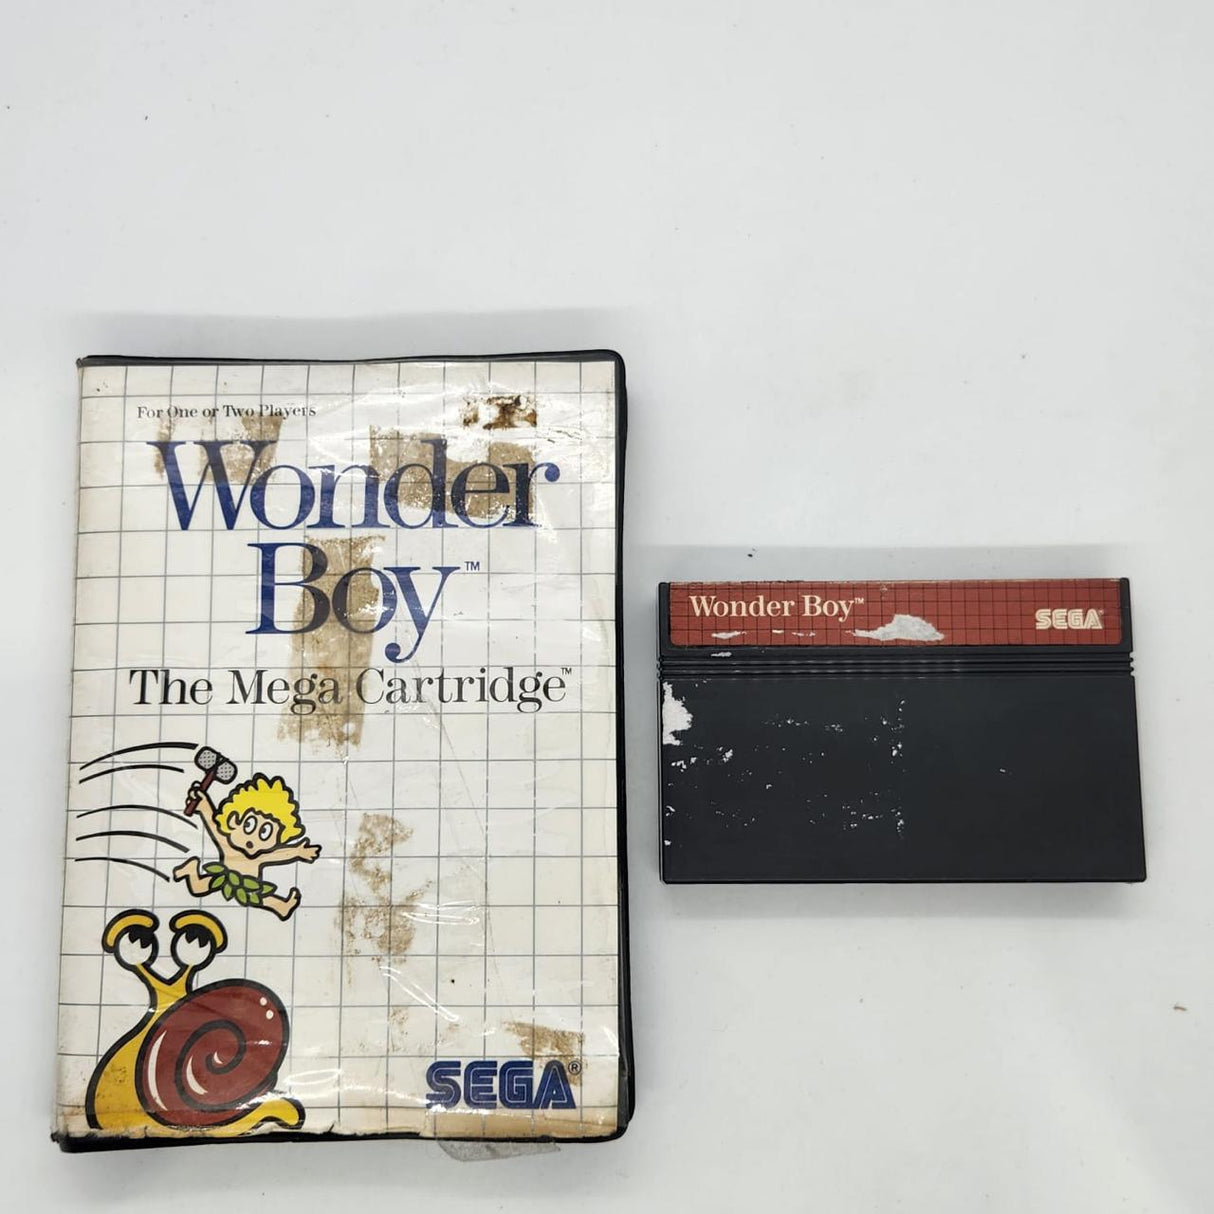 For One or Two Players
Wonder
Boy™
The Mega Cartridge™
SEGA®
Wonder Boy™
SEGA®